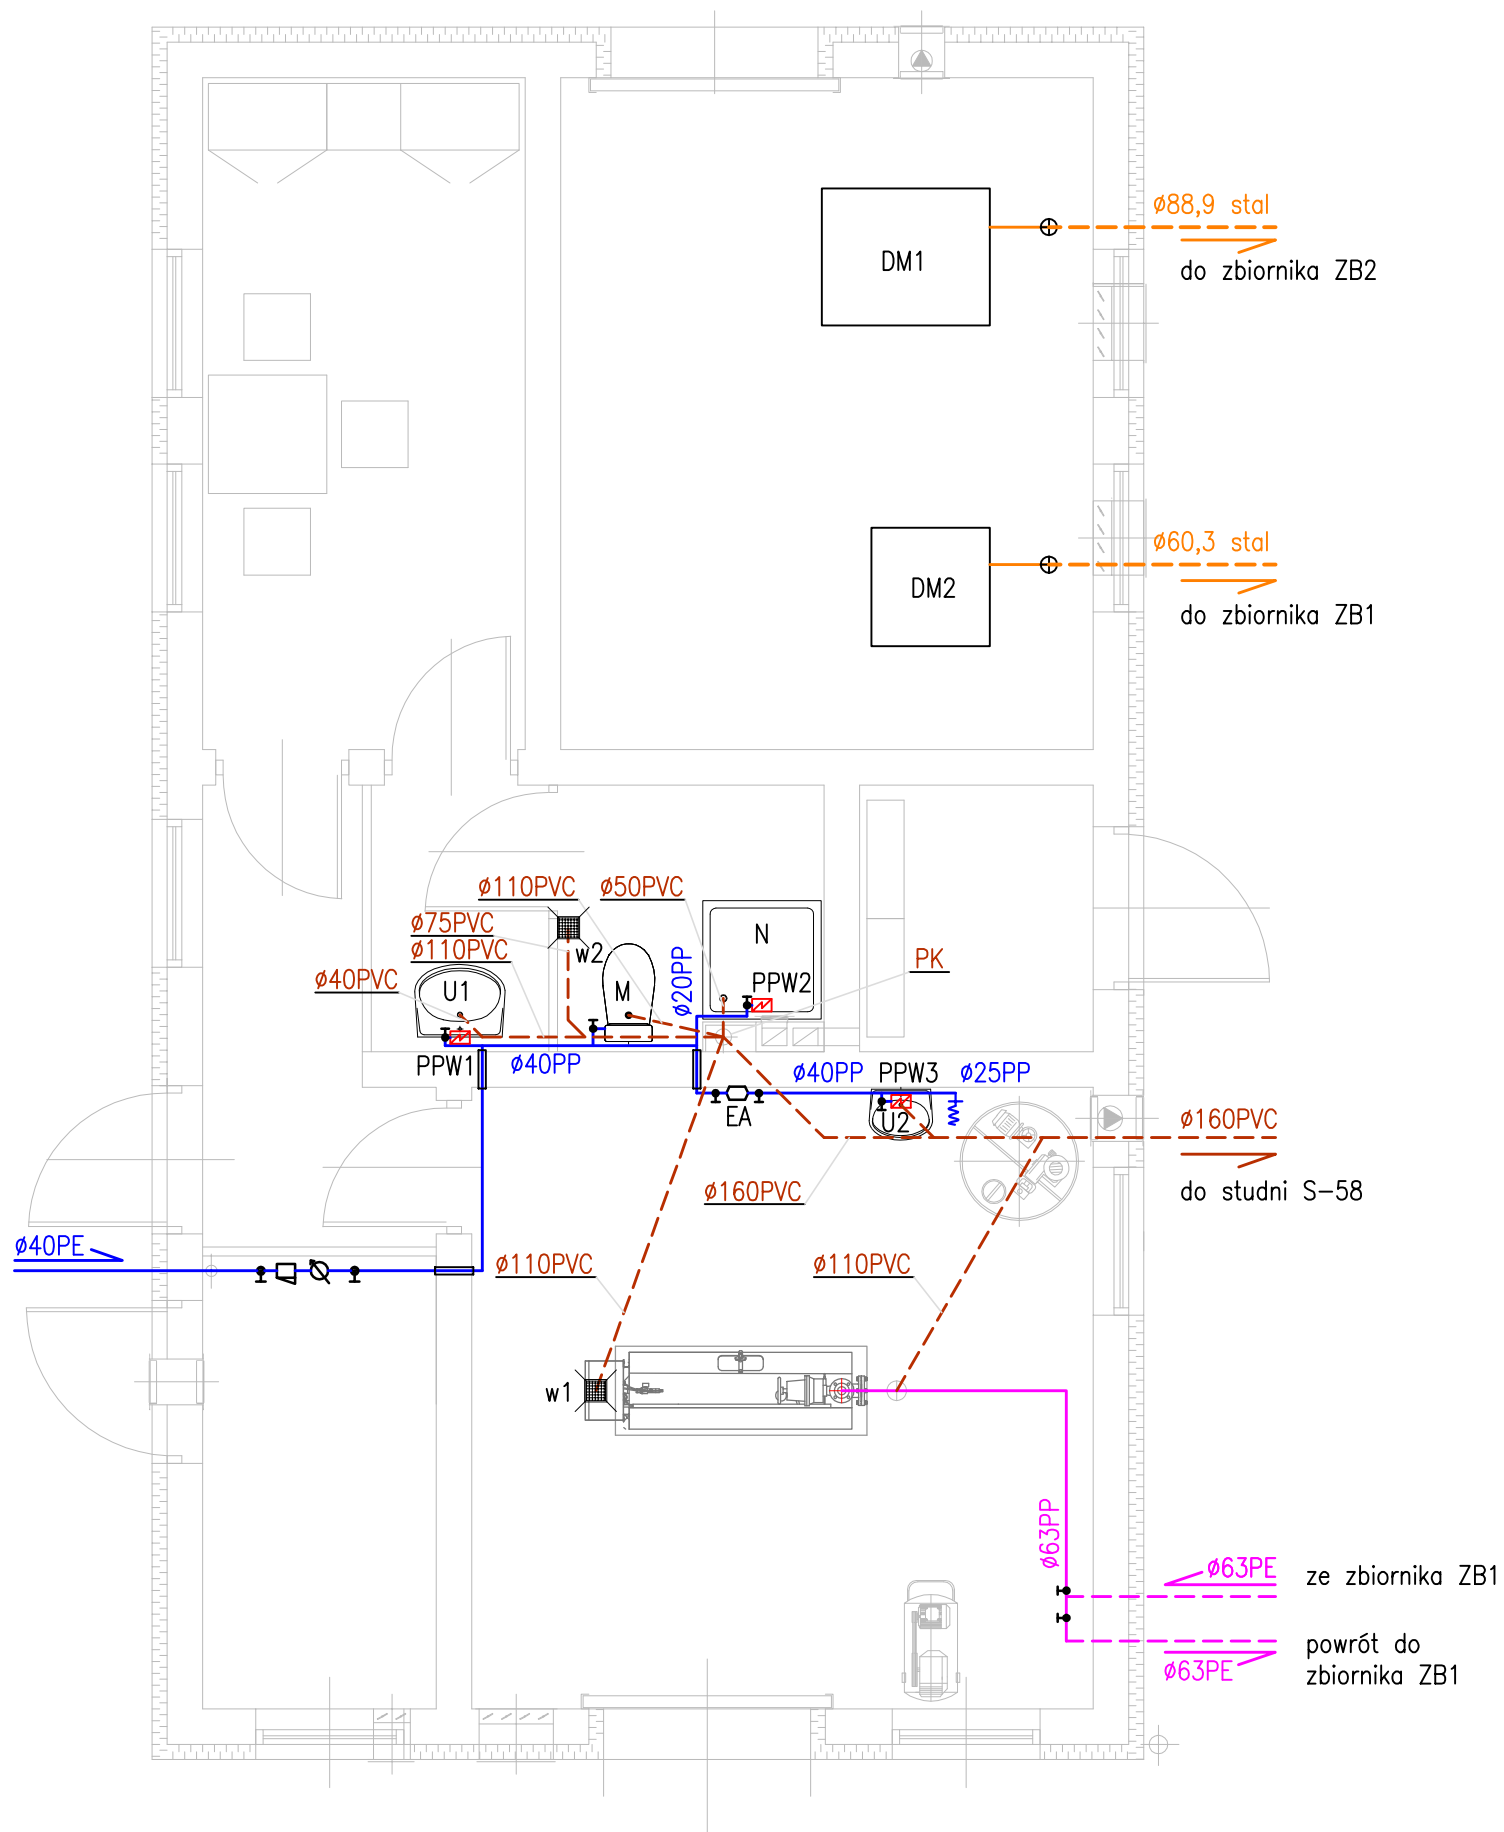 ø88,9 stal
do zbiornika ZB2
DM1
ø60,3 stal
DM2
do zbiornika ZB1
ø110PVC
ø50PVC
ø75PVC
N
ø110PVC
w2
PK
ø40PVC
U1
M
ø20PP
PPW2
PPW1
ø40PP
ø40PP
PPW3
ø25PP
EA
U2
ø160PVC
ø160PVC
do studni S-58
ø40PE
ø110PVC
ø110PVC
w1
ø63PP
ø63PE
ze zbiornika ZB1
powrót do
zbiornika ZB1
ø63PE